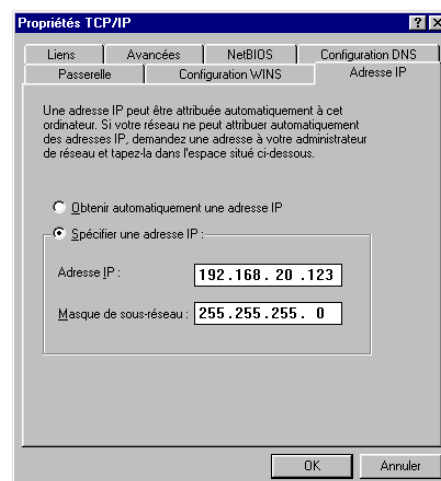 Propriétés TCP/IP
Liens Avancées NetBIOS Configuration DNS
Passerelle Configuration WINS Adresse IP
Une adresse IP peut être attribuée automatiquement à cet
ordinateur. Si votre réseau ne peut attribuer automatiquement
des adresses IP, demandez une adresse à votre administrateur
de réseau et tapez-la dans l'espace situé ci-dessous.
Obtenir automatiquement une adresse IP
Spécifier une adresse IP :
Adresse IP : 192.168. 20 .123
Masque de sous-réseau : 255.255.255. 0
OK Annuler